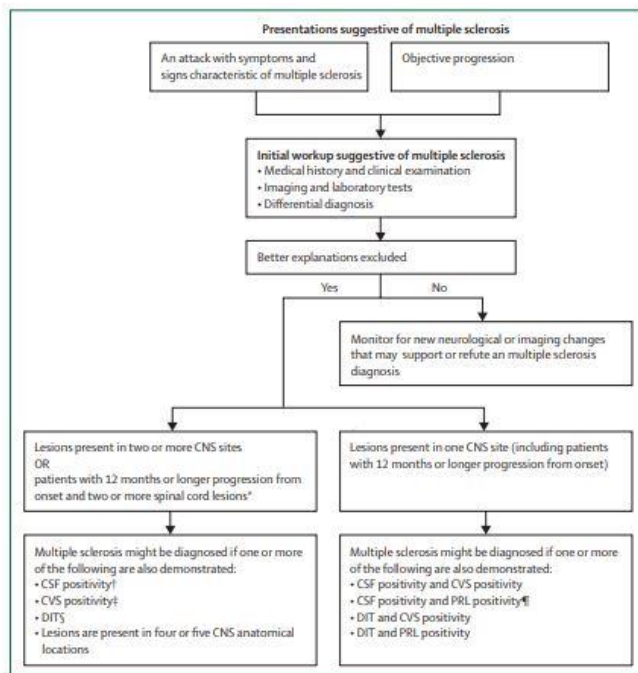 Presentations suggestive of multiple sclerosis
An attack with symptoms and
signs characteristic of multiple sclerosis
Objective progression
Initial workup suggestive of multiple sclerosis
• Medical history and clinical examination
• Imaging and laboratory tests
• Differential diagnosis
Better explanations excluded
Yes
No
Monitor for new neurological or imaging changes
that may support or refute an multiple sclerosis
diagnosis
Lesions present in two or more CNS sites
OR
patients with 12 months or longer progression from
onset and two or more spinal cord lesions*
Lesions present in one CNS site (including patients
with 12 months or longer progression from onset)
Multiple sclerosis might be diagnosed if one or more
of the following are also demonstrated:
• CSF positivity†
• CVS positivity‡
• DIT§
• Lesions are present in four or five CNS anatomical
locations
Multiple sclerosis might be diagnosed if one or more
of the following are also demonstrated:
• CSF positivity and CVS positivity
• CSF positivity and PRL positivity¶
• DIT and CVS positivity
• DIT and PRL positivity